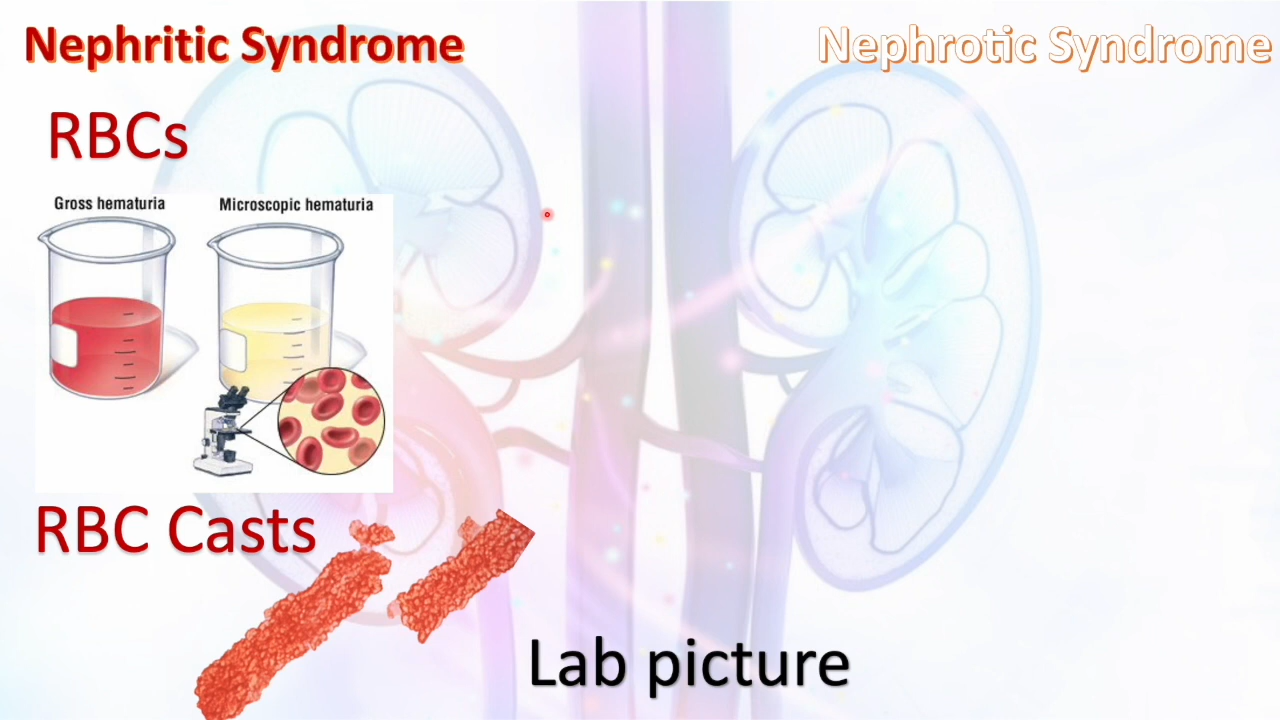 Nephritic Syndrome
Nephrotic Syndrome
RBCs
Gross hematuria
Microscopic hematuria
RBC Casts
Lab picture